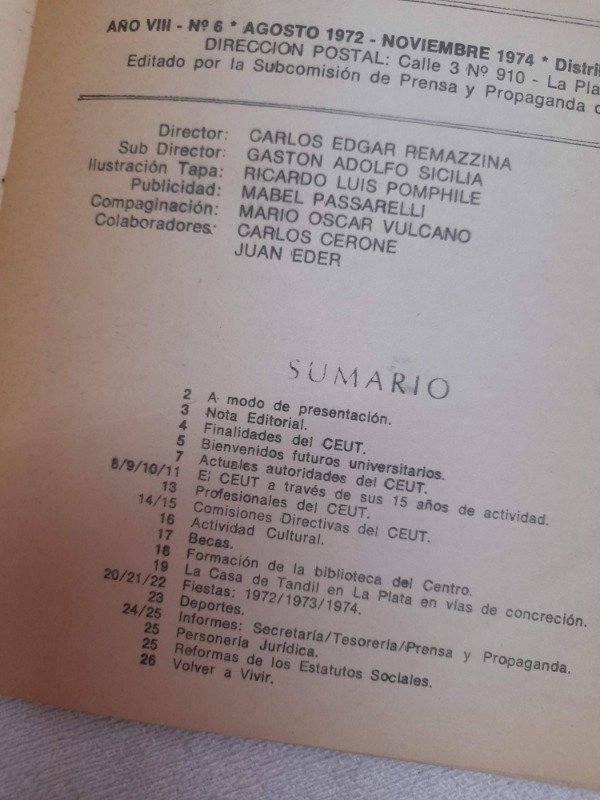 AÑO VIII - Nº 6 * AGOSTO 1972 - NOVIEMBRE 1974 * Distri
DIRECCION POSTAL: Calle 3 Nº 910 - La Pla
Editado por la Subcomisión de Prensa y Propaganda
Director: CARLOS EDGAR REMAZZINA
Sub Director: GASTON ADOLFO SICILIA
Ilustración Tapa: RICARDO LUIS POMPHILE
Publicidad: MABEL PASSARELLI
Compaginación: MARIO OSCAR VULCANO
Colaboradores: CARLOS CERONE
JUAN EDER
SUMARIO
2 A modo de presentación.
3 Nota Editorial.
4 Finalidades del CEUT.
5 Bienvenidos futuros universitarios.
7 Actuales autoridades del CEUT.
8/9/10/11 El CEUT a través de sus 15 años de actividad.
13 Profesionales del CEUT.
14/15 Comisiones Directivas del CEUT.
16 Actividad Cultural.
17 Becas.
18 Formación de la biblioteca del Centro.
19 La Casa de Tandil en La Plata en vías de concreción.
20/21/22 Fiestas: 1972/1973/1974.
23 Deportes.
24/25 Informes: Secretaría/Tesorería/Prensa y Propaganda.
25 Personería Jurídica.
25 Reformas de los Estatutos Sociales.
26 Volver a Vivir.